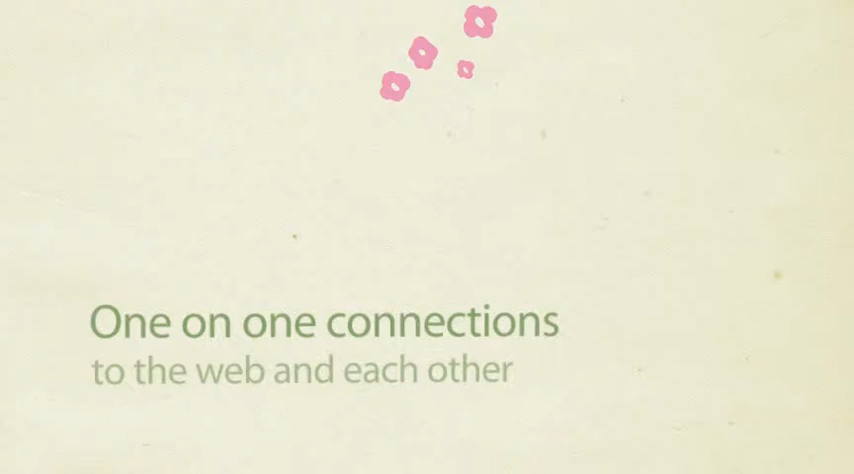 One on one connections
to the web and each other